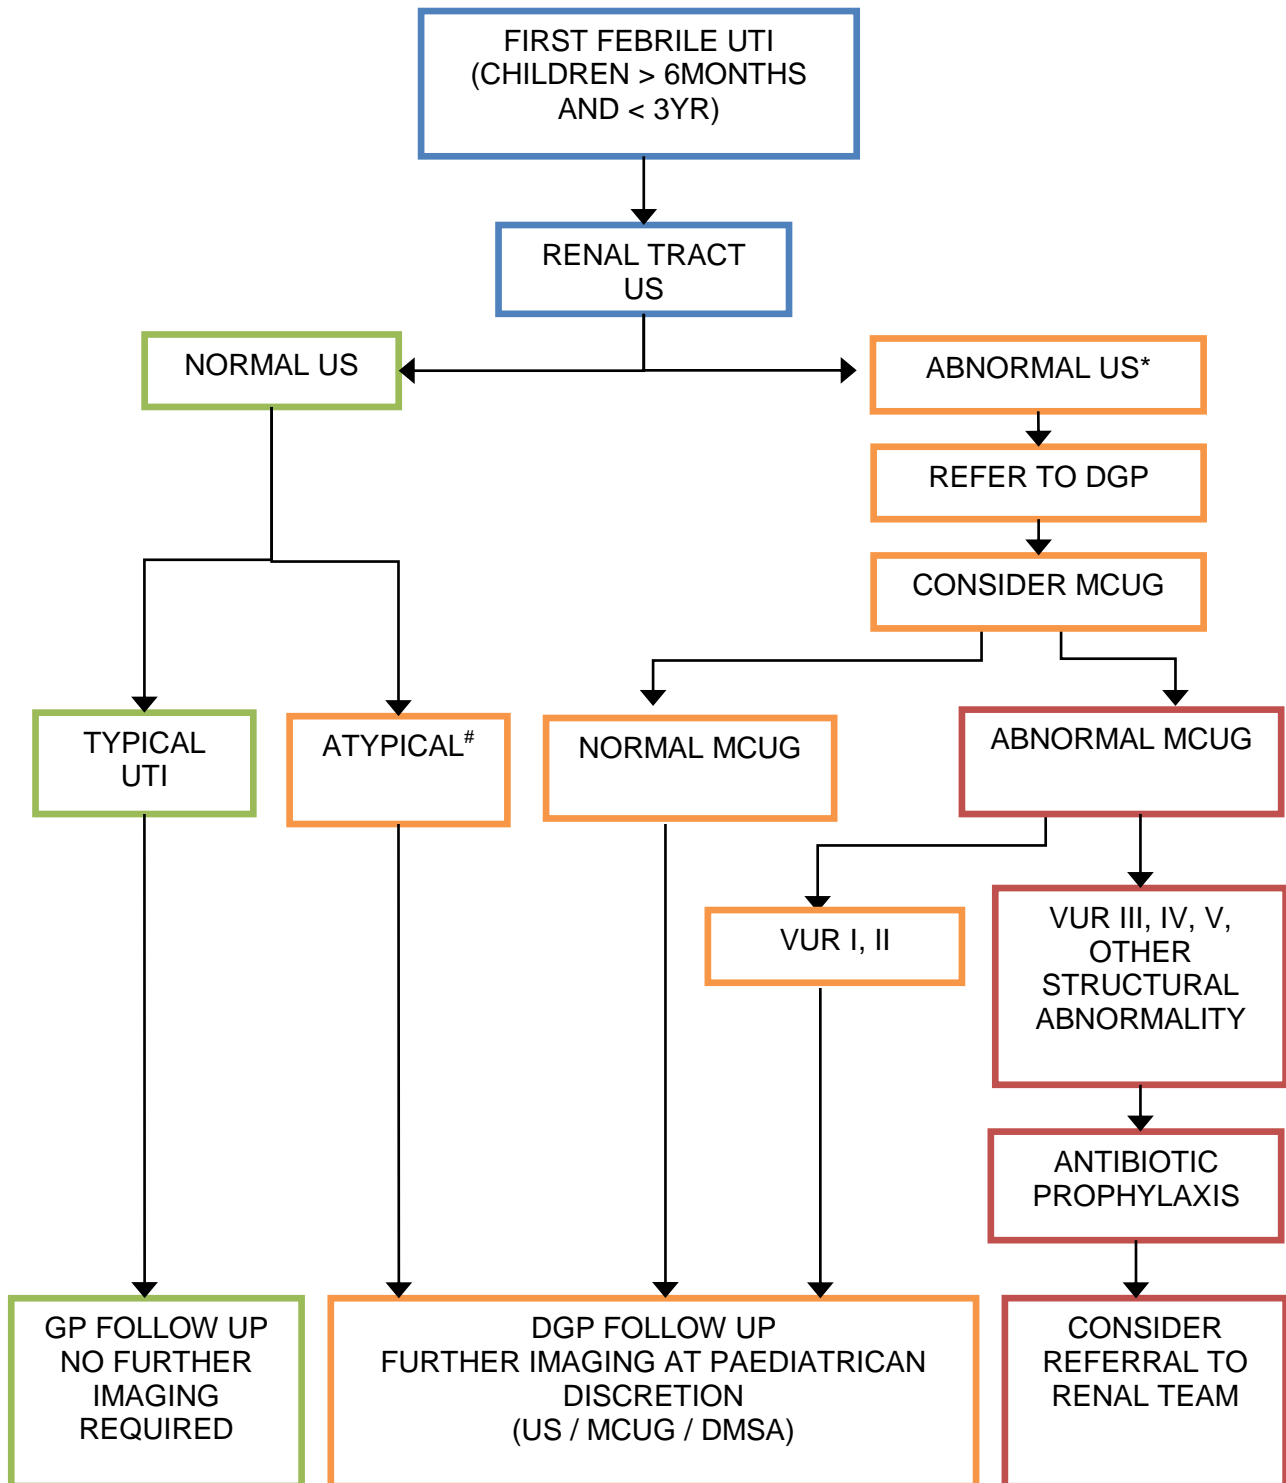 FIRST FEBRILE UTI
(CHILDREN > 6MONTHS
AND < 3YR)
RENAL TRACT
US
NORMAL US
ABNORMAL US*
REFER TO DGP
CONSIDER MCUG
TYPICAL
UTI
ATYPICAL#
NORMAL MCUG
ABNORMAL MCUG
VUR I, II
VUR III, IV, V,
OTHER
STRUCTURAL
ABNORMALITY
ANTIBIOTIC
PROPHYLAXIS
GP FOLLOW UP
NO FURTHER
IMAGING
REQUIRED
DGP FOLLOW UP
FURTHER IMAGING AT PAEDIATRICAN
DISCRETION
(US / MCUG / DMSA)
CONSIDER
REFERRAL TO
RENAL TEAM